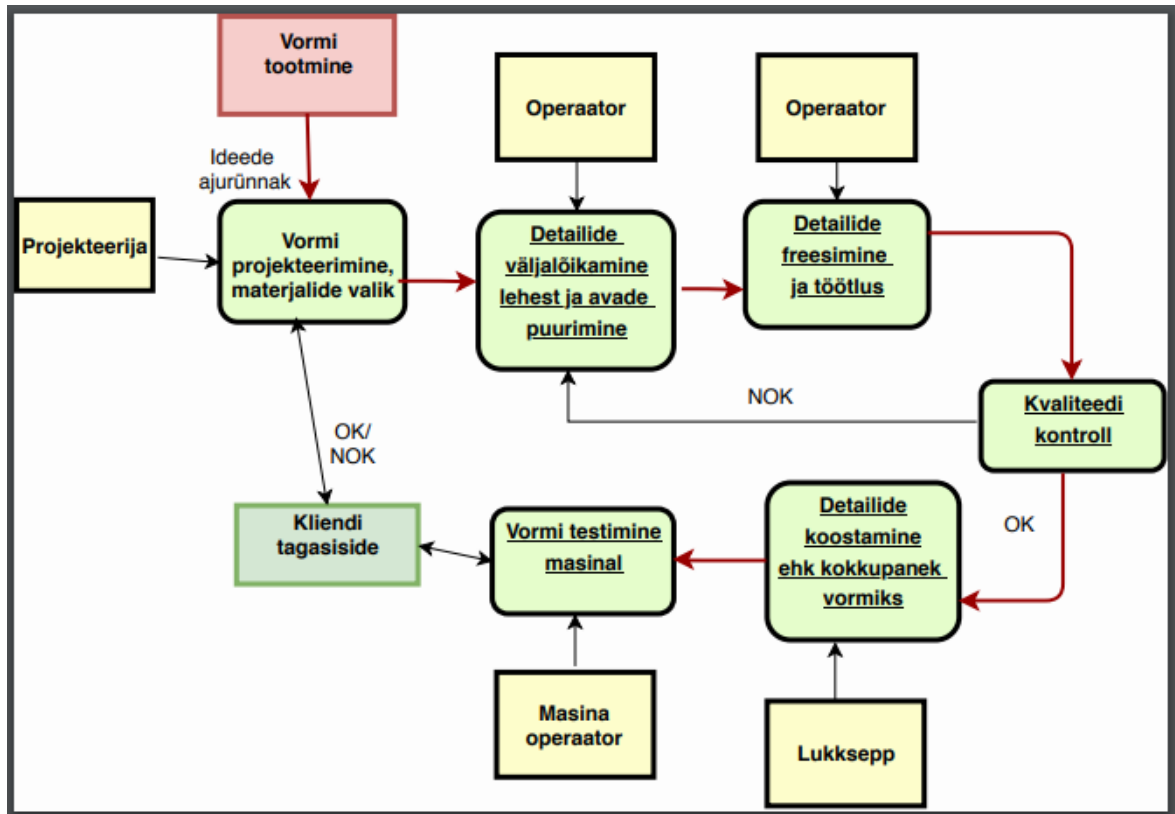 Vormi
tootmine
Operaator
Operaator
Ideede
ajurünnak
Projekteerija
Vormi
projekteerimine,
materjalide valik
Detailide
väljalõikamine
lehest ja avade
puurimine
Detailide
freesimine
ja töötlus
NOK
Kvaliteedi
kontroll
OK/
NOK
OK
Kliendi
tagasiside
Vormi testimine
masinal
Detailide
koostamine
ehk kokkupanek
vormiks
Masina
operaator
Lukksepp